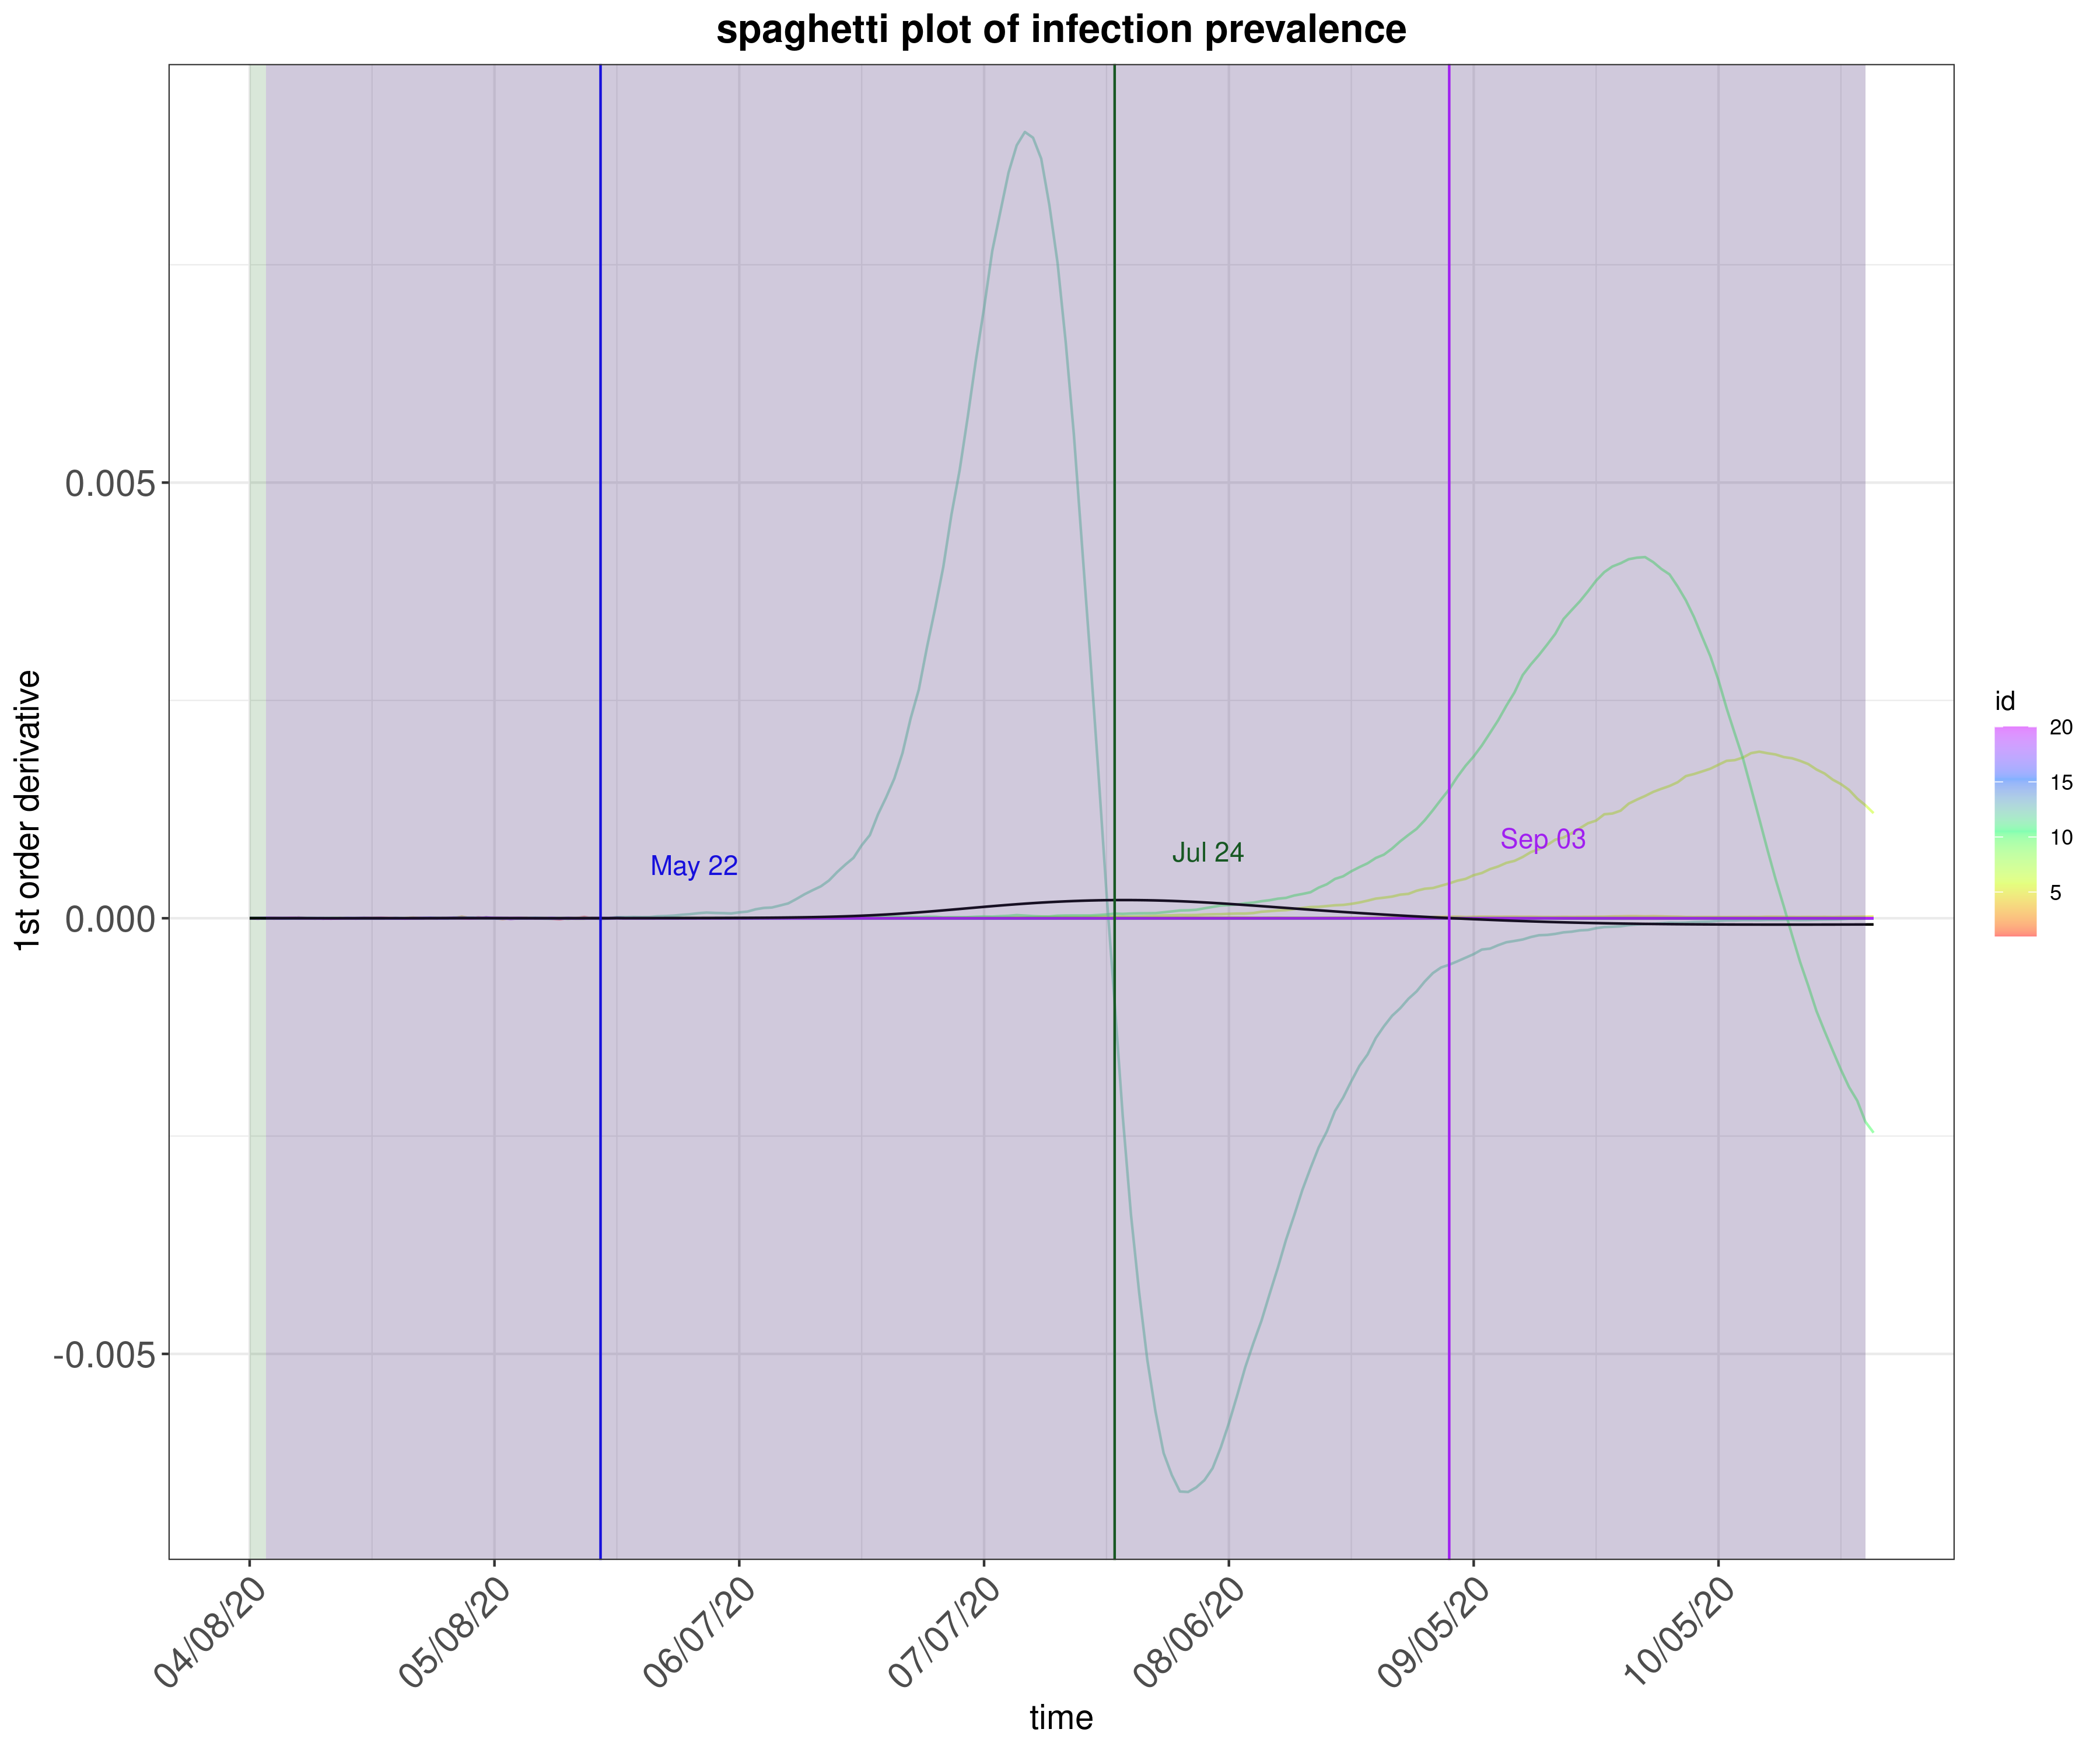 spaghetti plot of infection prevalence
1st order derivative
0.005
0.000
-0.005
May 22
Jul 24
Sep 03
id
20
15
10
5
04/08/20
05/08/20
06/07/20
07/07/20
08/06/20
09/05/20
10/05/20
time